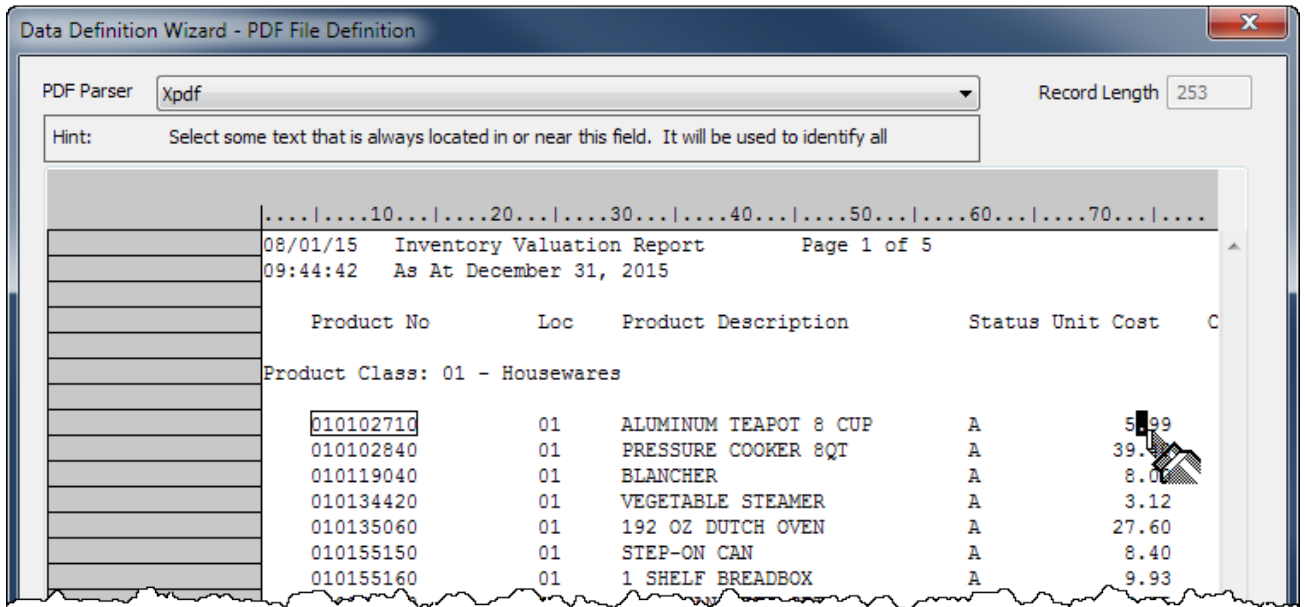 Data Definition Wizard - PDF File Definition
PDF Parser Xpdf Record Length 253
Hint: Select some text that is always located in or near this field. It will be used to identify all
....|....10...|....20...|....30...|....40...|....50...|....60...|....70...|....
08/01/15 Inventory Valuation Report Page 1 of 5
09:44:42 As At December 31, 2015
Product No Loc Product Description Status Unit Cost C
Product Class: 01 - Housewares
010102710 01 ALUMINUM TEAPOT 8 CUP A 5.99
010102840 01 PRESSURE COOKER 8QT A
010119040 01 BLANCHER A
010134420 01 VEGETABLE STEAMER A 3.12
010135060 01 192 OZ DUTCH OVEN A 27.60
010155150 01 STEP-ON CAN A 8.40
010155160 01 1 SHELF BREADBOX A 9.93